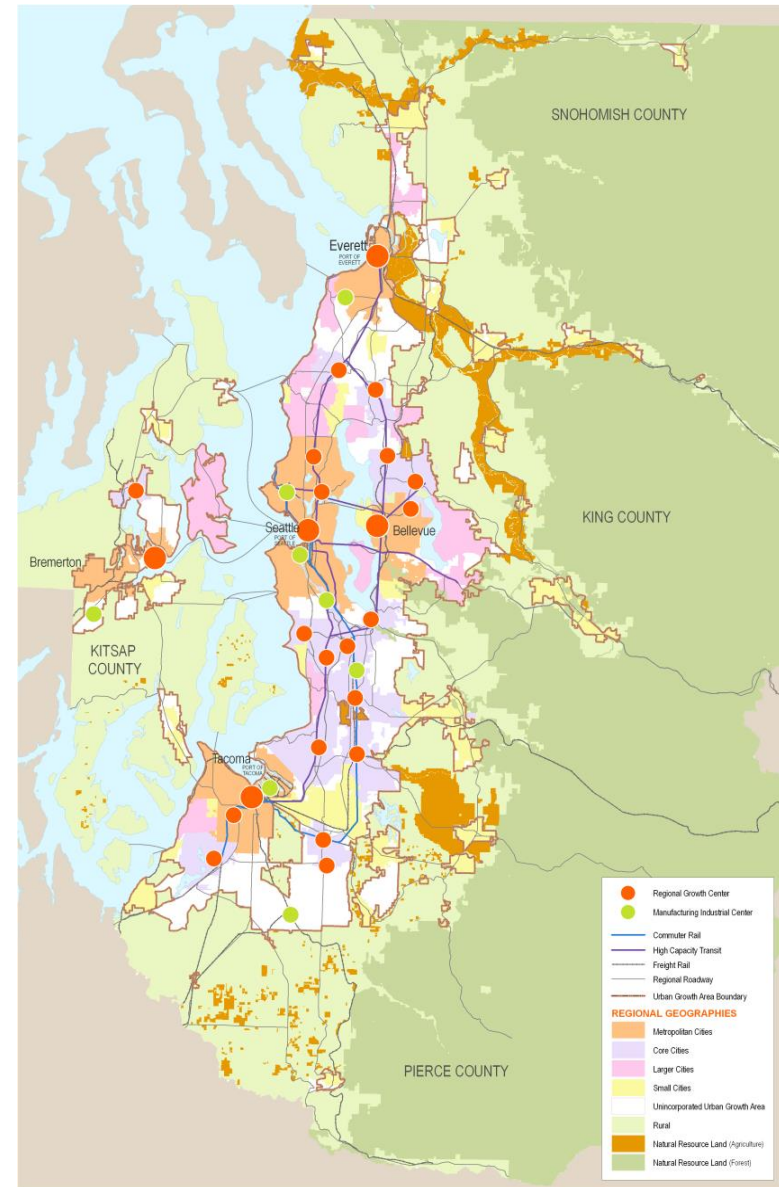 SNOHOMISH COUNTY
Everett
PORT OF
EVERETT
KING COUNTY
Seattle
PORT OF
SEATTLE
Bellevue
Bremerton
KITSAP
COUNTY
Tacoma
PORT OF
TACOMA
PIERCE COUNTY
Regional Growth Center
Manufacturing Industrial Center
Commuter Rail
High Capacity Transit
Freight Rail
Regional Roadway
Urban Growth Area Boundary
REGIONAL GEOGRAPHIES
Metropolitan Cities
Core Cities
Larger Cities
Small Cities
Unincorporated Urban Growth Area
Rural
Natural Resource Land (Agriculture)
Natural Resource Land (Forest)